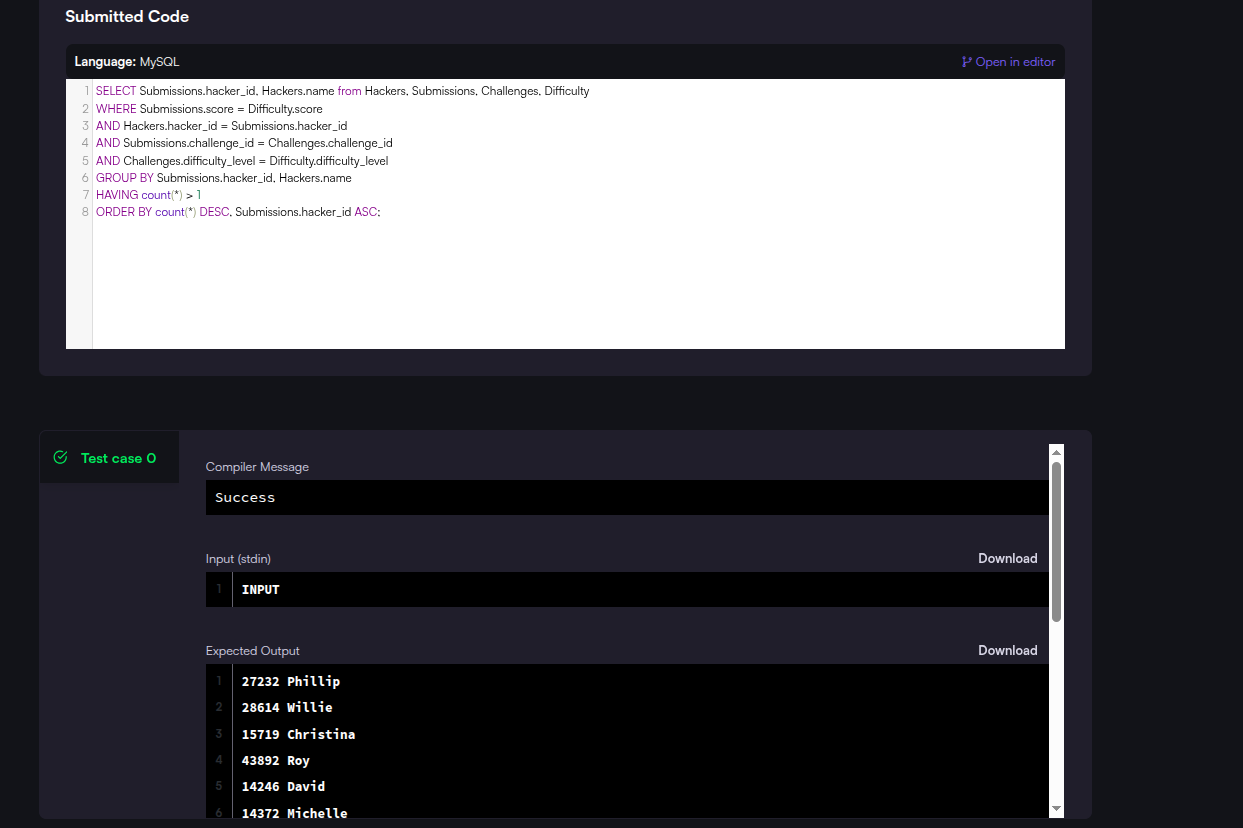 Submitted Code
Language: MySQL
Open in editor
1 SELECT Submissions.hacker_id, Hackers.name from Hackers, Submissions, Challenges, Difficulty
2 WHERE Submissions.score = Difficulty.score
3 AND Hackers.hacker_id = Submissions.hacker_id
4 AND Submissions.challenge_id = Challenges.challenge_id
5 AND Challenges.difficulty_level = Difficulty.difficulty_level
6 GROUP BY Submissions.hacker_id, Hackers.name
7 HAVING count(*) > 1
8 ORDER BY count(*) DESC, Submissions.hacker_id ASC;
Test case 0
Compiler Message
Success
Input (stdin)
Download
1 INPUT
Expected Output
Download
1 27232 Phillip
2 28614 Willie
3 15719 Christina
4 43892 Roy
5 14246 David
6 14372 Michelle